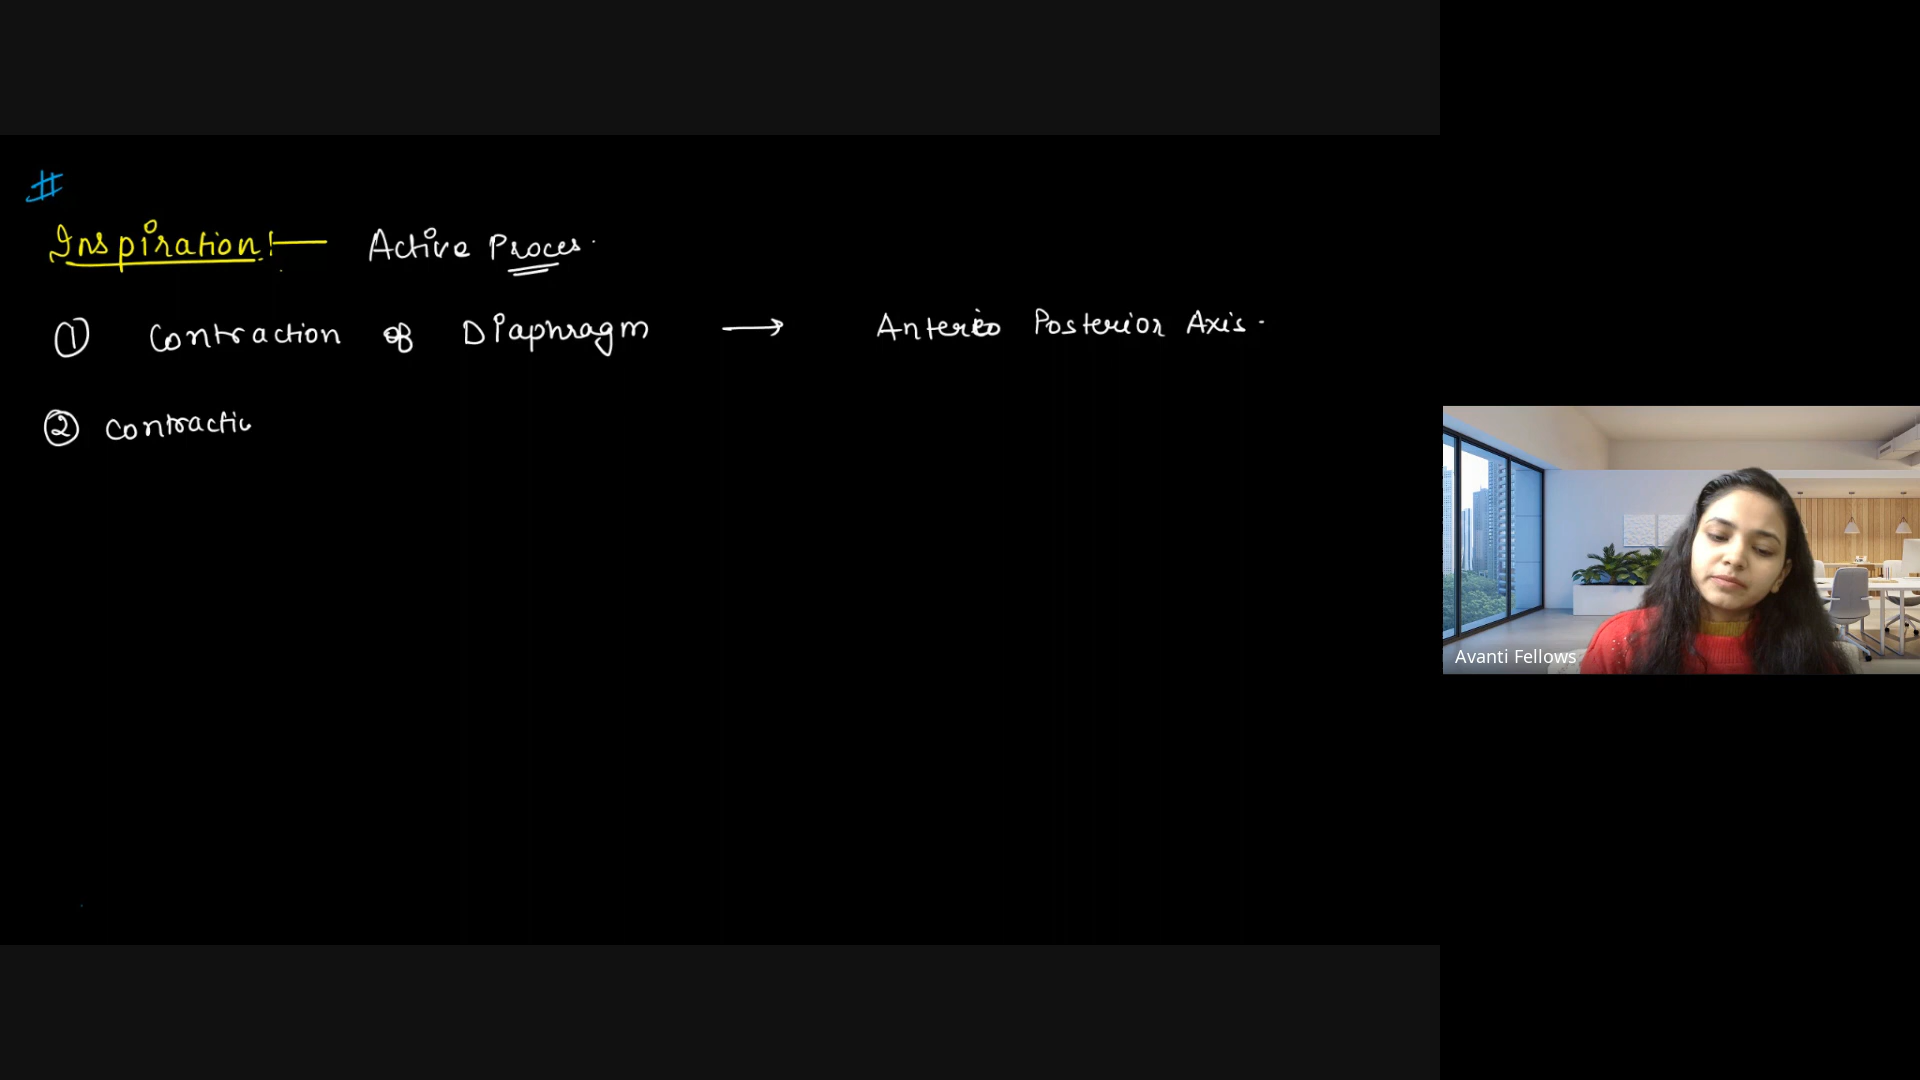 #
Inspiration:— Active Proces.
① Contraction of Diaphragm → Anterio Posterior Axis.
② Contractio
Avanti Fellows